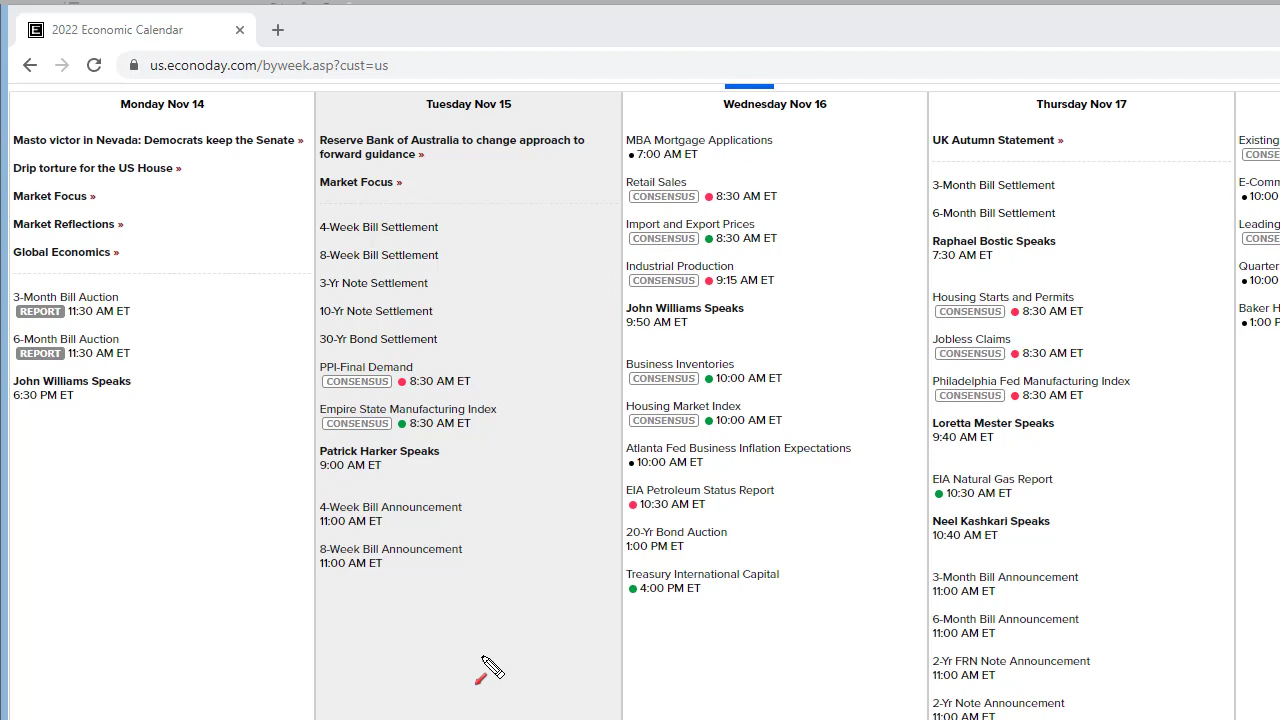 2022 Economic Calendar
us.econoday.com/byweek.asp?cust=us
Monday Nov 14
Masto victor in Nevada: Democrats keep the Senate »
Drip torture for the US House »
Market Focus »
Market Reflections »
Global Economics »
3-Month Bill Auction
REPORT 11:30 AM ET
6-Month Bill Auction
REPORT 11:30 AM ET
John Williams Speaks
6:30 PM ET
Tuesday Nov 15
Reserve Bank of Australia to change approach to
forward guidance »
Market Focus »
4-Week Bill Settlement
8-Week Bill Settlement
3-Yr Note Settlement
10-Yr Note Settlement
30-Yr Bond Settlement
PPI-Final Demand
CONSENSUS 8:30 AM ET
Empire State Manufacturing Index
CONSENSUS 8:30 AM ET
Patrick Harker Speaks
9:00 AM ET
4-Week Bill Announcement
11:00 AM ET
8-Week Bill Announcement
11:00 AM ET
Wednesday Nov 16
MBA Mortgage Applications
7:00 AM ET
Retail Sales
CONSENSUS 8:30 AM ET
Import and Export Prices
CONSENSUS 8:30 AM ET
Industrial Production
CONSENSUS 9:15 AM ET
John Williams Speaks
9:50 AM ET
Business Inventories
CONSENSUS 10:00 AM ET
Housing Market Index
CONSENSUS 10:00 AM ET
Atlanta Fed Business Inflation Expectations
10:00 AM ET
EIA Petroleum Status Report
10:30 AM ET
20-Yr Bond Auction
1:00 PM ET
Treasury International Capital
4:00 PM ET
Thursday Nov 17
UK Autumn Statement »
3-Month Bill Settlement
6-Month Bill Settlement
Raphael Bostic Speaks
7:30 AM ET
Housing Starts and Permits
CONSENSUS 8:30 AM ET
Jobless Claims
CONSENSUS 8:30 AM ET
Philadelphia Fed Manufacturing Index
CONSENSUS 8:30 AM ET
Loretta Mester Speaks
9:40 AM ET
EIA Natural Gas Report
10:30 AM ET
Neel Kashkari Speaks
10:40 AM ET
3-Month Bill Announcement
11:00 AM ET
6-Month Bill Announcement
11:00 AM ET
2-Yr FRN Note Announcement
11:00 AM ET
2-Yr Note Announcement
11:00 AM ET
Existing
CONSE
E-Comm
10:00
Leading
CONSE
Quarter
10:00
Baker H
1:00 P